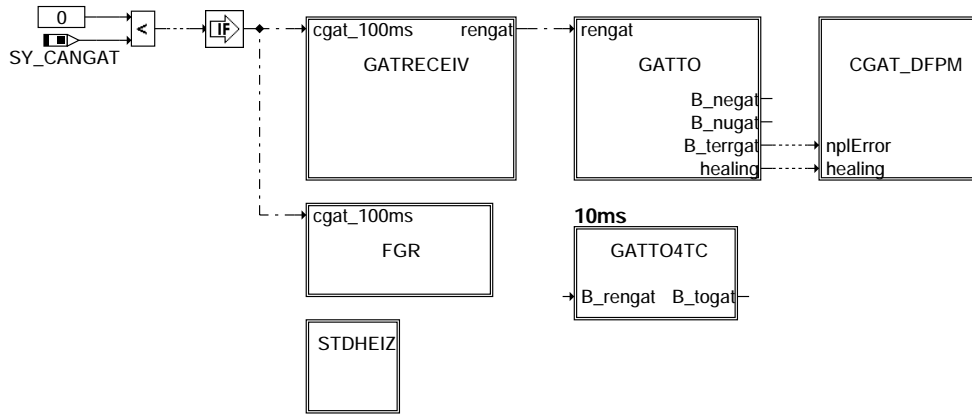 0
<
IF
SY_CANGAT
cgat_100ms rengat
GATRECEIV
rengat
GATTO
B_negat
B_nugat
B_terrgat
healing
CGAT_DFPM
nplError
healing
cgat_100ms
FGR
10ms
GATTO4TC
B_rengat B_togat
STDHEIZ